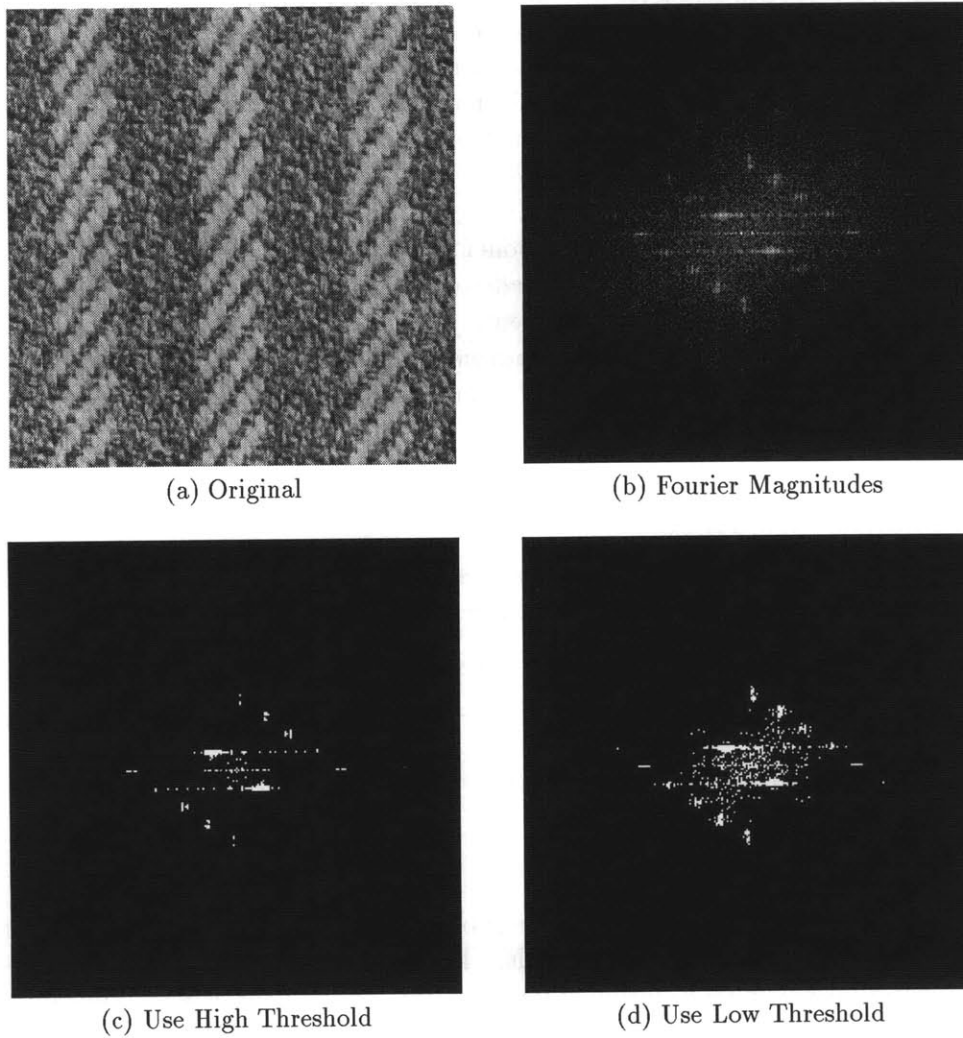 (a) Original
(b) Fourier Magnitudes
(c) Use High Threshold
(d) Use Low Threshold